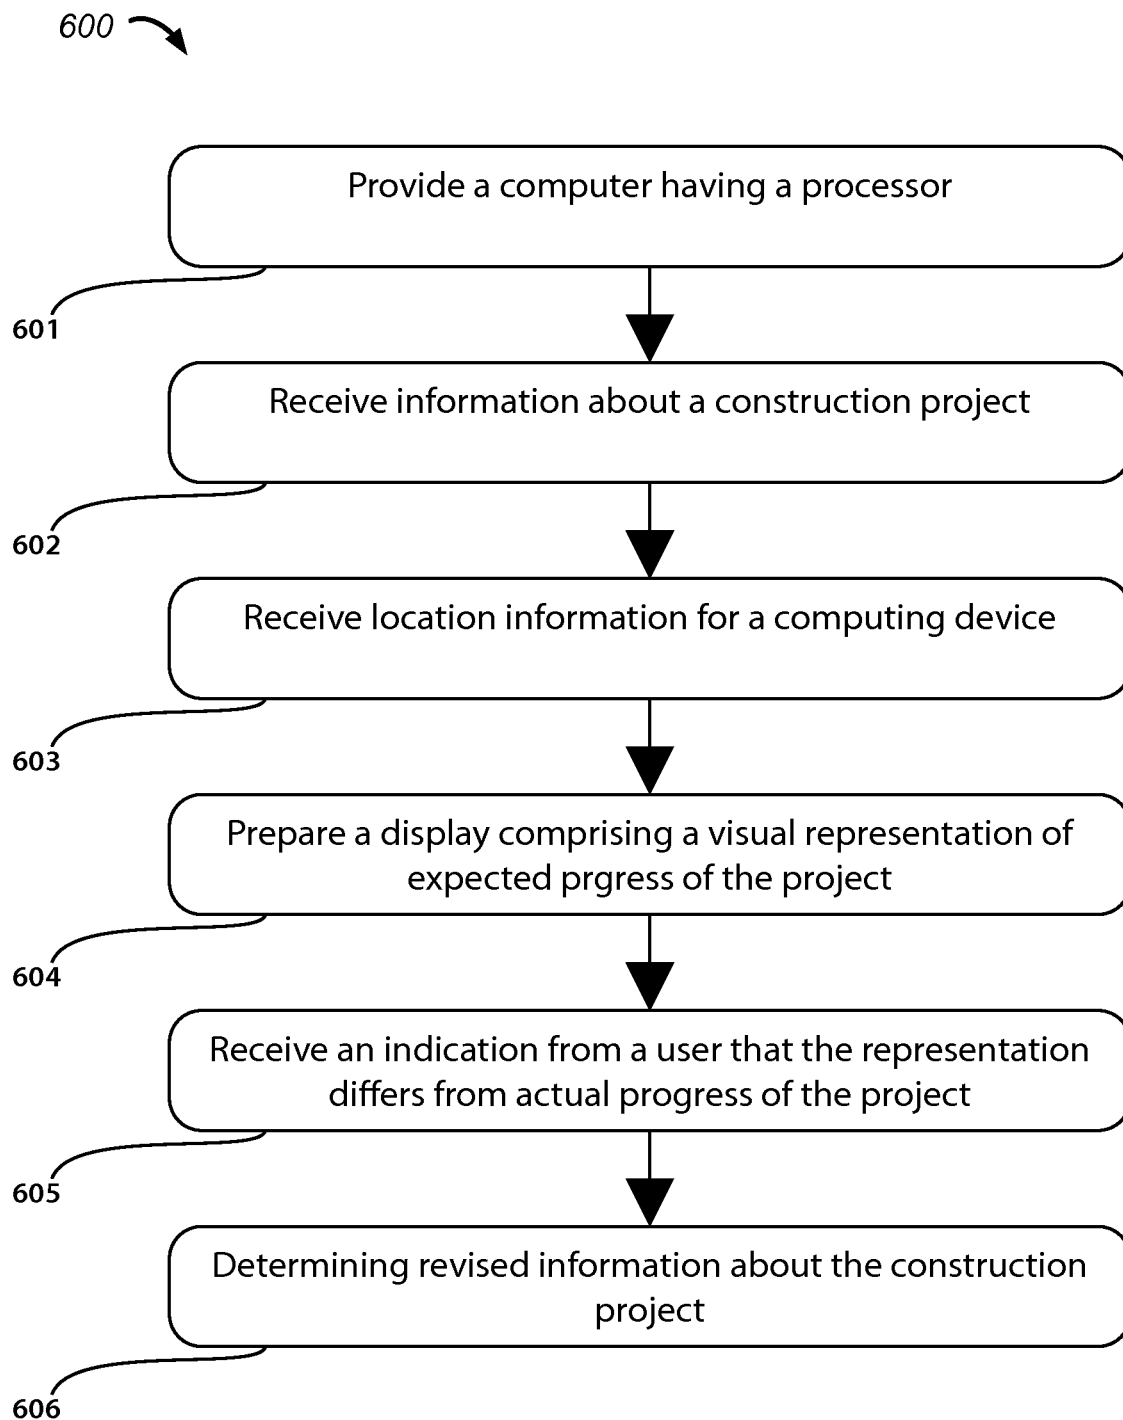 600
Provide a computer having a processor
601
Receive information about a construction project
602
Receive location information for a computing device
603
Prepare a display comprising a visual representation of
expected prgress of the project
604
Receive an indication from a user that the representation
differs from actual progress of the project
605
Determining revised information about the construction
project
606